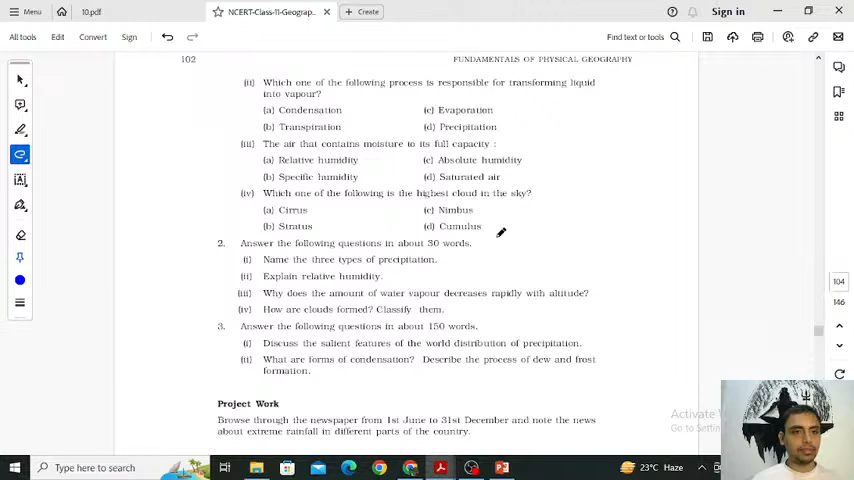 Menu
10.pdf
NCERT-Class-11-Geograp..
Create
Sign in
All tools Edit Convert Sign
Find text or tools
102 FUNDAMENTALS OF PHYSICAL GEOGRAPHY
(ii) Which one of the following process is responsible for transforming liquid
into vapour?
(a) Condensation (c) Evaporation
(b) Transpiration (d) Precipitation
(iii) The air that contains moisture to its full capacity :
(a) Relative humidity (c) Absolute humidity
(b) Specific humidity (d) Saturated air
(iv) Which one of the following is the highest cloud in the sky?
(a) Cirrus (c) Nimbus
(b) Stratus (d) Cumulus
2. Answer the following questions in about 30 words.
(i) Name the three types of precipitation.
(ii) Explain relative humidity.
(iii) Why does the amount of water vapour decreases rapidly with altitude?
(iv) How are clouds formed? Classify them.
3. Answer the following questions in about 150 words.
(i) Discuss the salient features of the world distribution of precipitation.
(ii) What are forms of condensation? Describe the process of dew and frost
formation.
Project Work
Browse through the newspaper from 1st June to 31st December and note the news
about extreme rainfall in different parts of the country.
104
146
Activate
Go to Setting
Type here to search
23°C Haze